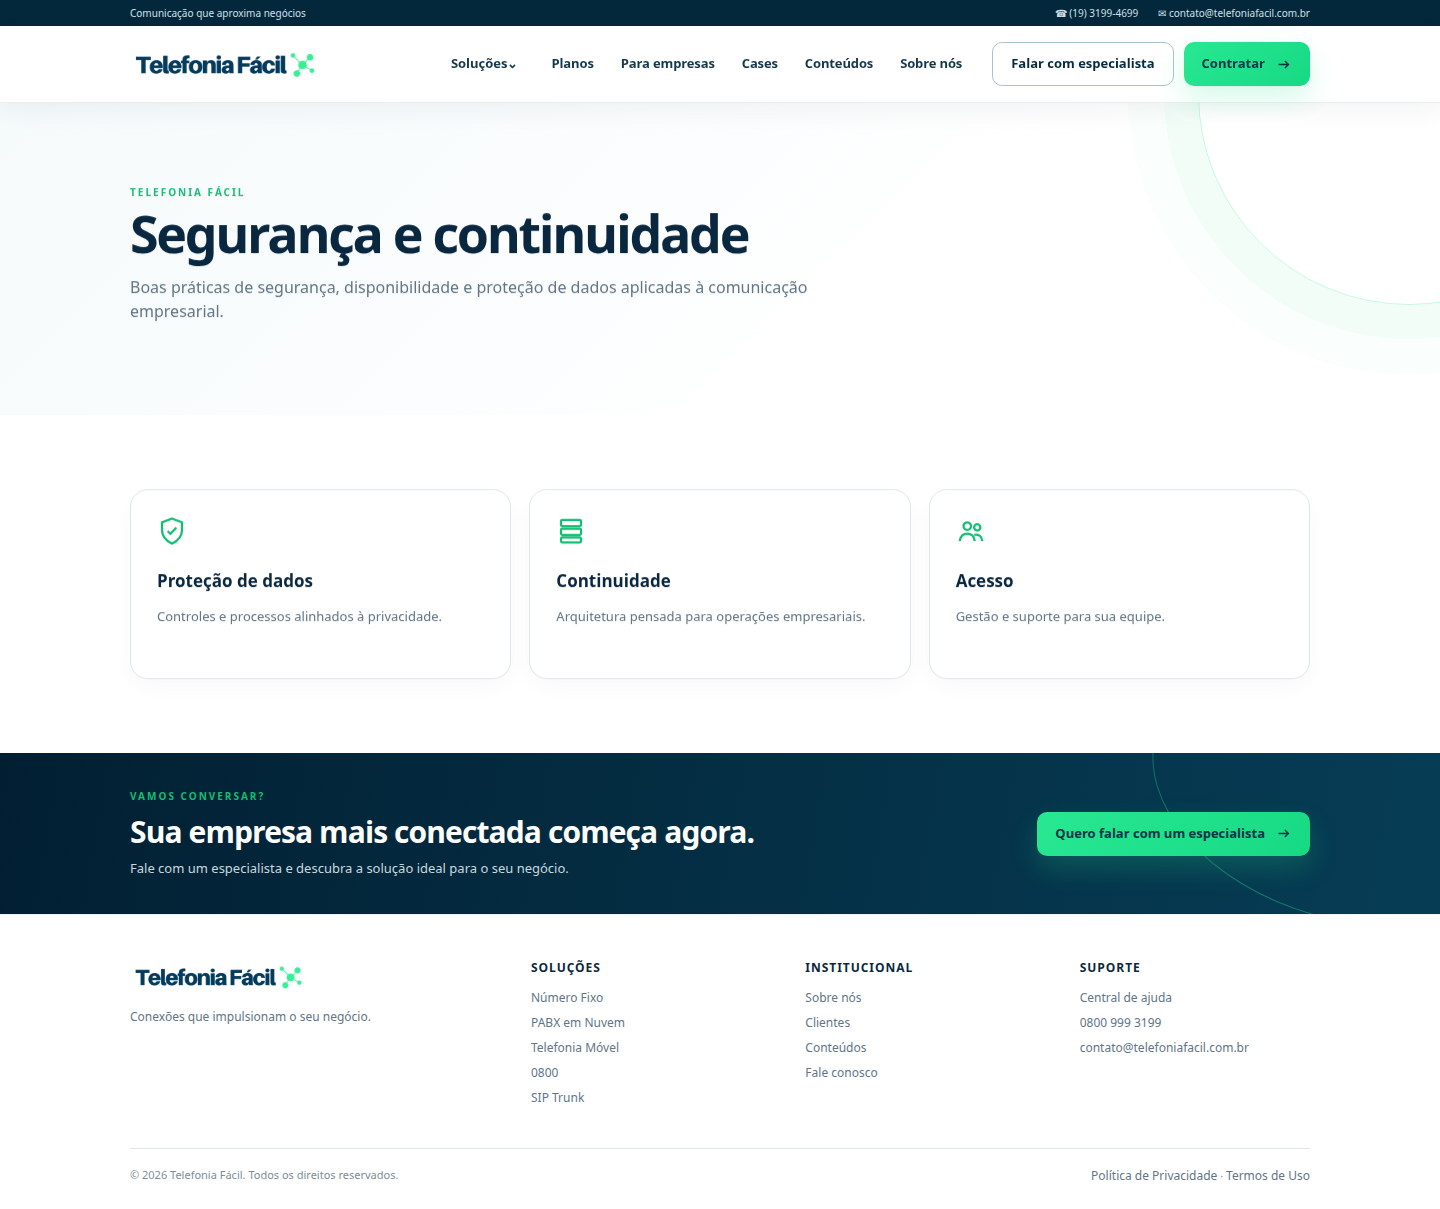 Comunicação que aproxima negócios
☎ (19) 3199-4699 ✉ contato@telefoniafacil.com.br
Telefonia Fácil
Soluções Planos Para empresas Cases Conteúdos Sobre nós Falar com especialista Contratar →
TELEFONIA FÁCIL
Segurança e continuidade
Boas práticas de segurança, disponibilidade e proteção de dados aplicadas à comunicação
empresarial.
Proteção de dados
Controles e processos alinhados à privacidade.
Continuidade
Arquitetura pensada para operações empresariais.
Acesso
Gestão e suporte para sua equipe.
VAMOS CONVERSAR?
Sua empresa mais conectada começa agora.
Fale com um especialista e descubra a solução ideal para o seu negócio.
Quero falar com um especialista →
Telefonia Fácil
Conexões que impulsionam o seu negócio.
SOLUÇÕES
Número Fixo
PABX em Nuvem
Telefonia Móvel
0800
SIP Trunk
INSTITUCIONAL
Sobre nós
Clientes
Conteúdos
Fale conosco
SUPORTE
Central de ajuda
0800 999 3199
contato@telefoniafacil.com.br
© 2026 Telefonia Fácil. Todos os direitos reservados.
Política de Privacidade · Termos de Uso